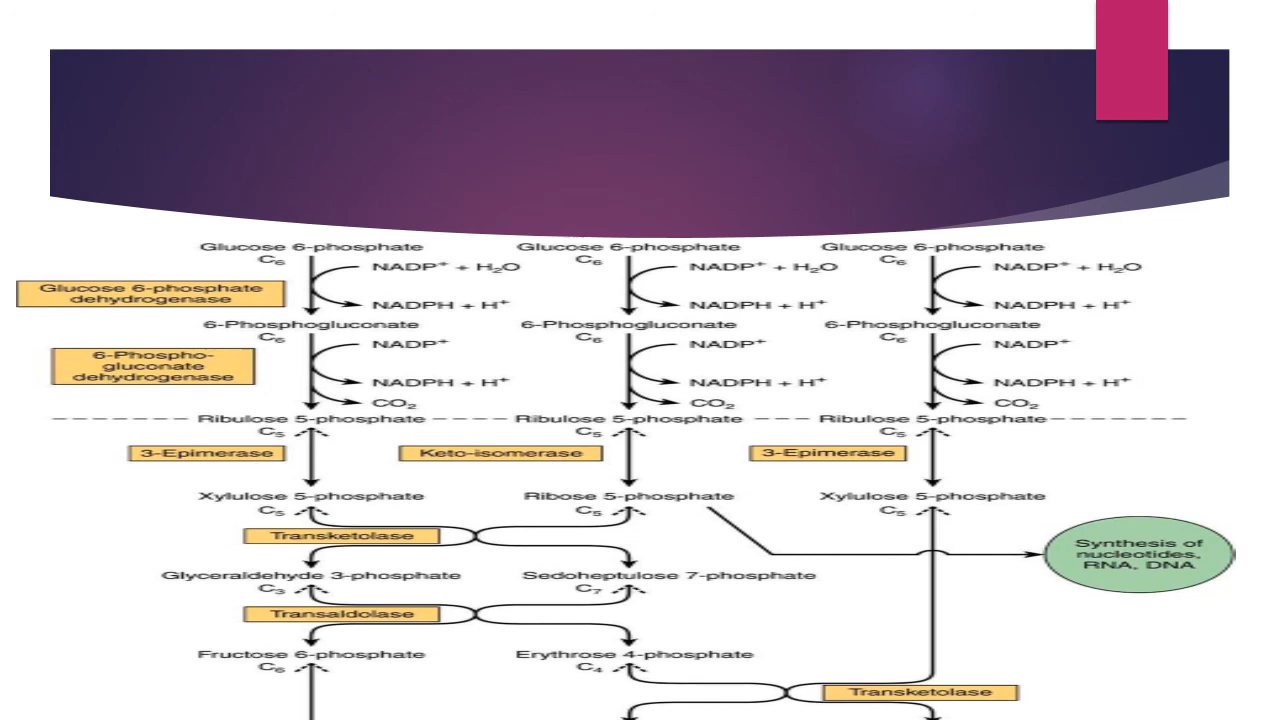 Glucose 6-phosphate Glucose 6-phosphate Glucose 6-phosphate
C₆ C₆ C₆
NADP⁺ + H₂O NADP⁺ + H₂O NADP⁺ + H₂O
Glucose 6-phosphate
dehydrogenase
NADPH + H⁺ NADPH + H⁺ NADPH + H⁺
6-Phosphogluconate 6-Phosphogluconate 6-Phosphogluconate
C₆ C₆ C₆
NADP⁺ NADP⁺ NADP⁺
6-Phospho-
gluconate
dehydrogenase
NADPH + H⁺ NADPH + H⁺ NADPH + H⁺
CO₂ CO₂ CO₂
Ribulose 5-phosphate Ribulose 5-phosphate Ribulose 5-phosphate
C₅ C₅ C₅
3-Epimerase Keto-isomerase 3-Epimerase
Xylulose 5-phosphate Ribose 5-phosphate Xylulose 5-phosphate
C₅ C₅ C₅
Transketolase
Synthesis of
nucleotides,
RNA, DNA
Glyceraldehyde 3-phosphate Sedoheptulose 7-phosphate
C₃ C₇
Transaldolase
Fructose 6-phosphate Erythrose 4-phosphate
C₆ C₄
Transketolase